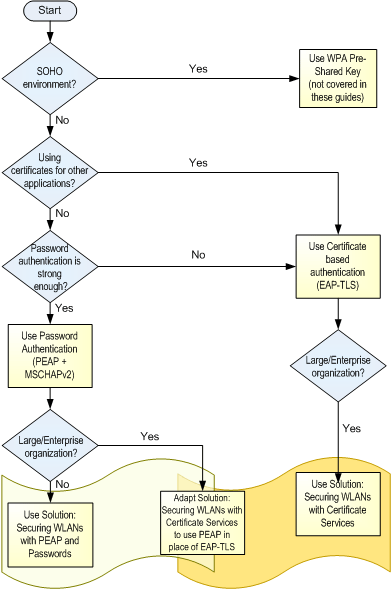 Start
SOHO
environment?
Yes
Use WPA Pre-
Shared Key
(not covered in
these guides)
No
Using
certificates for other
applications?
Yes
No
Password
authentication is
strong
enough?
No
Use Certificate
based
authentication
(EAP-TLS)
Yes
Use Password
Authentication
(PEAP +
MSCHAPv2)
Large/Enterprise
organization?
Yes
Large/Enterprise
organization?
Yes
No
Use Solution:
Securing WLANs
with PEAP and
Passwords
Adapt Solution:
Securing WLANs with
Certificate Services
to use PEAP in
place of EAP-TLS
Use Solution:
Securing WLANs
with Certificate
Services